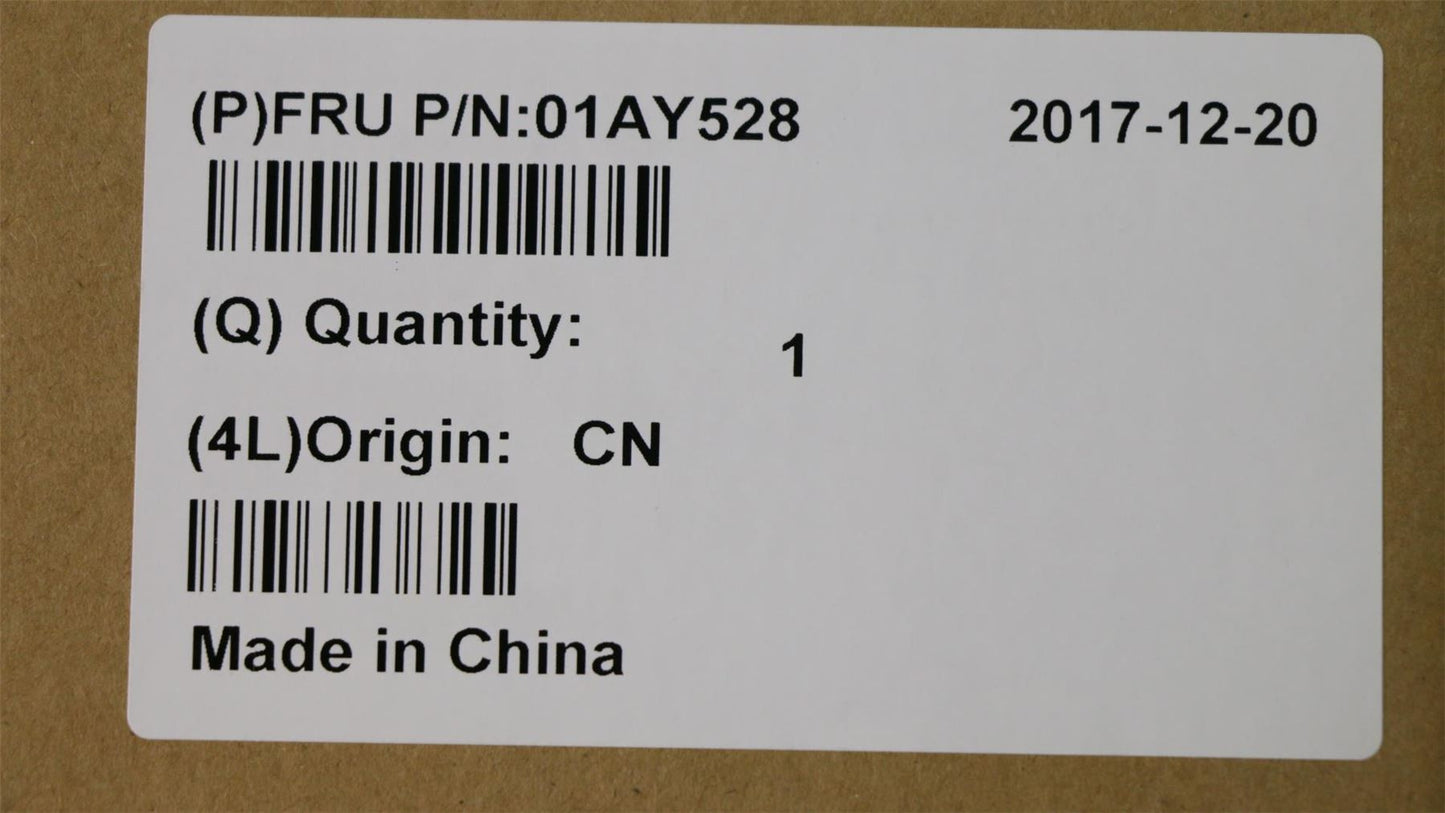 (P)FRU P/N:01AY528 2017-12-20
(Q) Quantity: 1
(4L)Origin: CN
Made in China